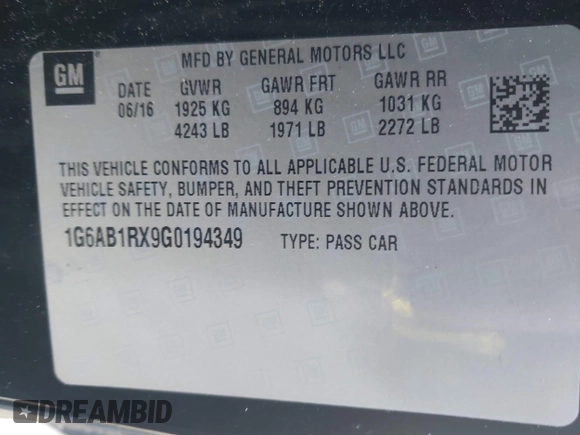 GM
MFD BY GENERAL MOTORS LLC
DATE GVWR GAWR FRT GAWR RR
06/16 1925 KG 894 KG 1031 KG
4243 LB 1971 LB 2272 LB
THIS VEHICLE CONFORMS TO ALL APPLICABLE U.S. FEDERAL MOTOR
VEHICLE SAFETY, BUMPER, AND THEFT PREVENTION STANDARDS IN
EFFECT ON THE DATE OF MANUFACTURE SHOWN ABOVE.
1G6AB1RX9G0194349 TYPE: PASS CAR
DREAMBID